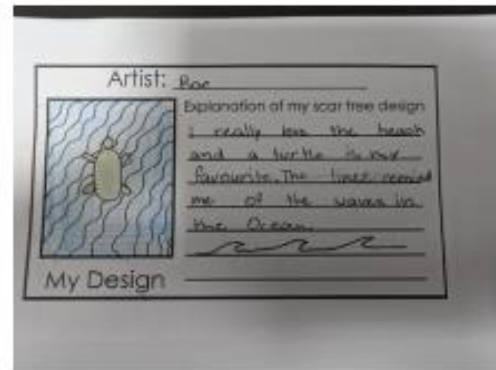 Artist: Rae
Explanation of my scar tree design
I really love the beach
and a turtle is my
favourite. The lines remind
me of the waves in
the Ocean.
My Design